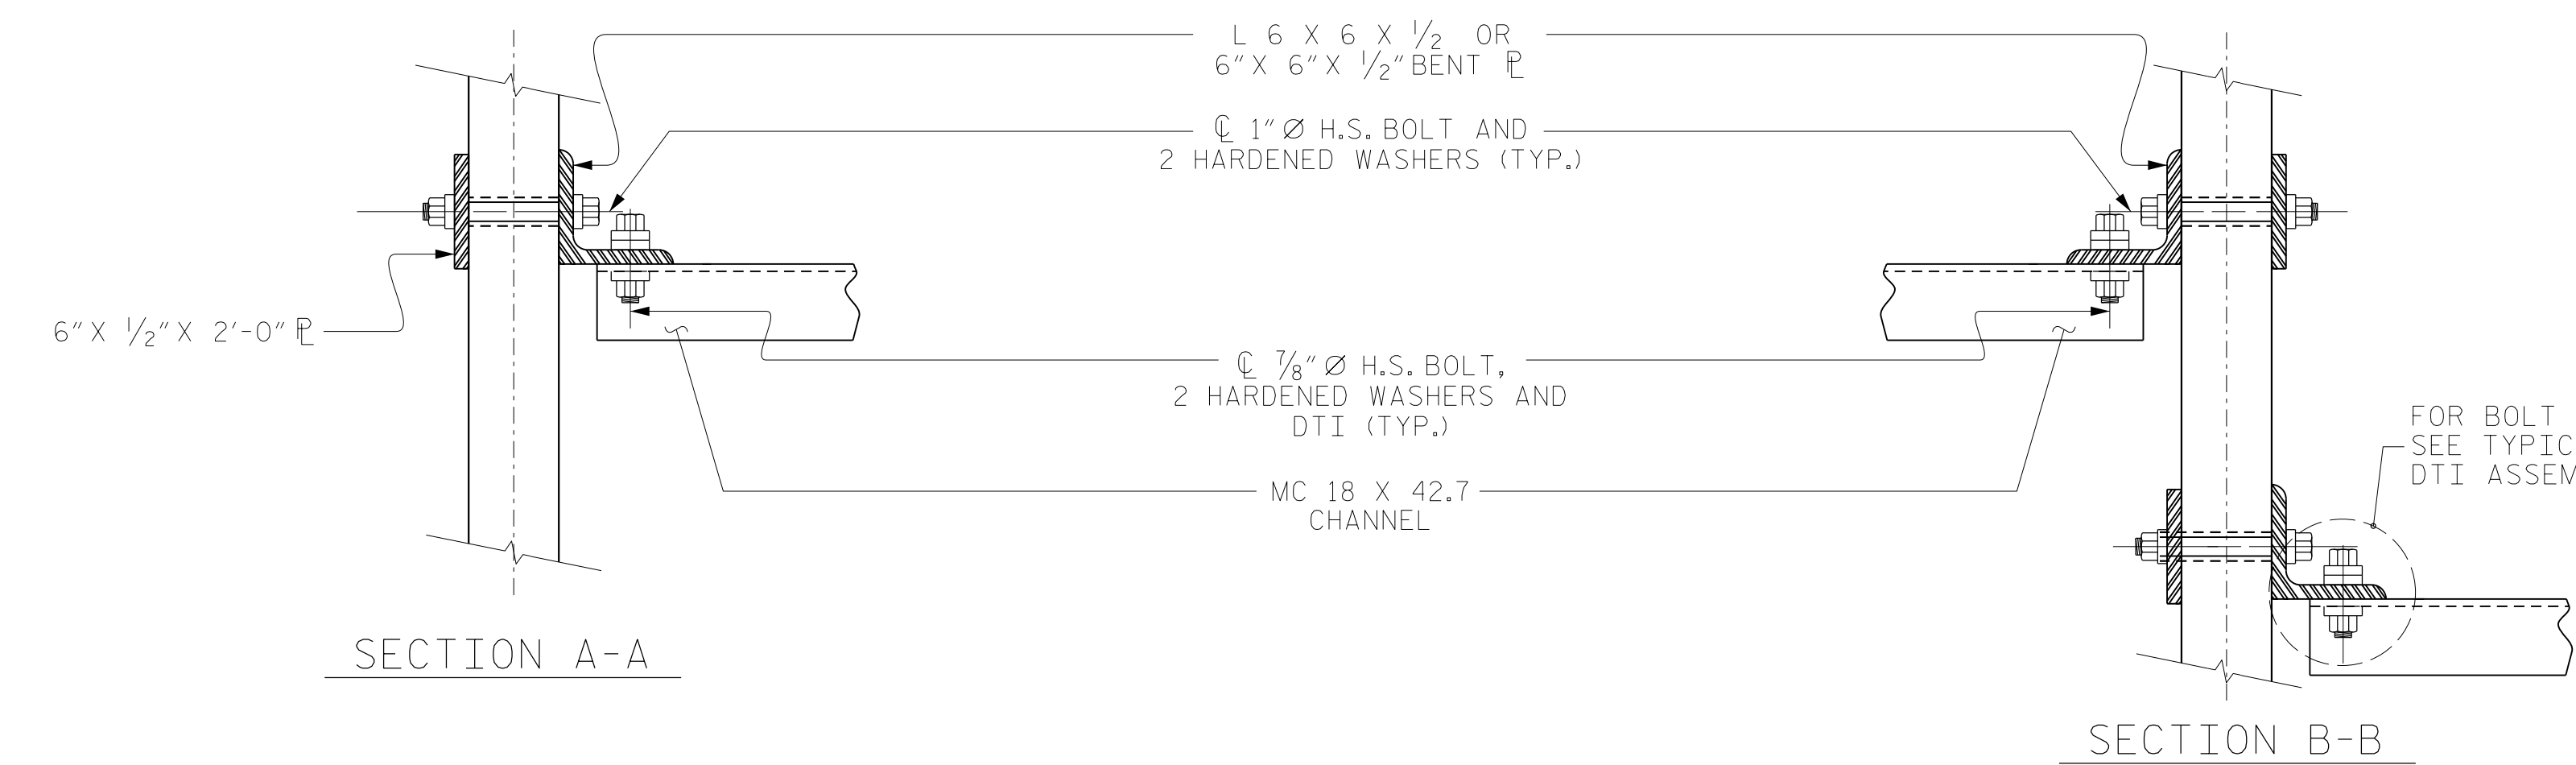 L 6 X 6 X 1/2 OR
6" X 6" X 1/2" BENT ⅊
℄ 1" Ø H.S. BOLT AND
2 HARDENED WASHERS (TYP.)
6" X 1/2" X 2'-0" ⅊
℄ 7/8" Ø H.S. BOLT,
2 HARDENED WASHERS AND
DTI (TYP.)
MC 18 X 42.7
CHANNEL
FOR BOLT
SEE TYPIC
DTI ASSEM
SECTION A-A
SECTION B-B